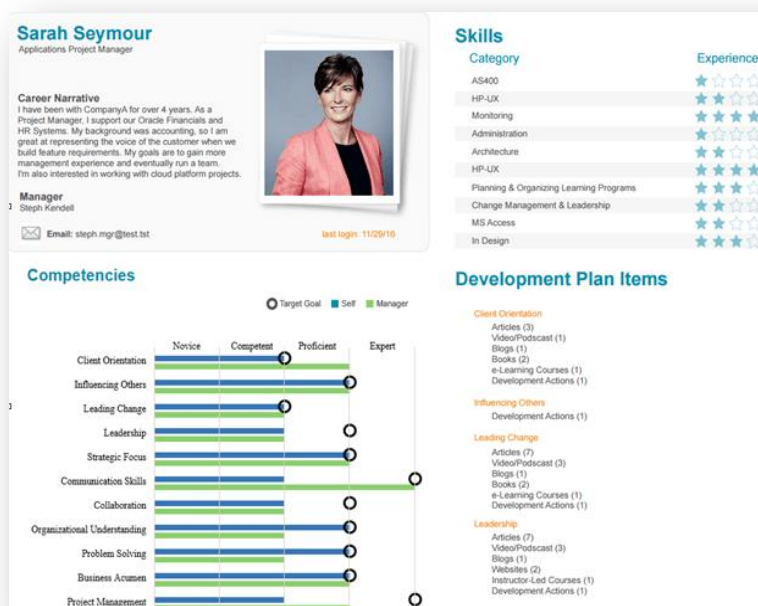 Sarah Seymour
Applications Project Manager
Career Narrative
I have been with CompanyA for over 4 years. As a
Project Manager, I support our Oracle Financials and
HR Systems. My background was accounting, so I am
great at representing the voice of the customer when we
build feature requirements. My goals are to gain more
management experience and eventually run a team.
I'm also interested in working with cloud platform projects.
Manager
Steph Kendell
Email: steph.mgr@test.tst
last login: 11/29/16
Skills
Category Experience
AS400
HP-UX
Monitoring
Administration
Architecture
HP-UX
Planning & Organizing Learning Programs
Change Management & Leadership
MS Access
In Design
Competencies
Target Goal Self Manager
Novice Competent Proficient Expert
Client Orientation
Influencing Others
Leading Change
Leadership
Strategic Focus
Communication Skills
Collaboration
Organizational Understanding
Problem Solving
Business Acumen
Project Management
Development Plan Items
Client Orientation
Articles (3)
Video/Podscast (1)
Blogs (1)
Books (2)
e-Learning Courses (1)
Development Actions (1)
Influencing Others
Development Actions (1)
Leading Change
Articles (7)
Video/Podscast (3)
Blogs (1)
Books (2)
e-Learning Courses (1)
Development Actions (1)
Leadership
Articles (7)
Video/Podscast (3)
Blogs (1)
Websites (2)
Instructor-Led Courses (1)
Development Actions (1)